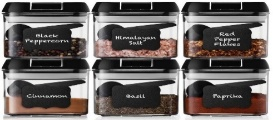 Black
Peppercorn
Himalayan
Salt
Red
Pepper
Flakes
Cinnamon
Basil
Paprika